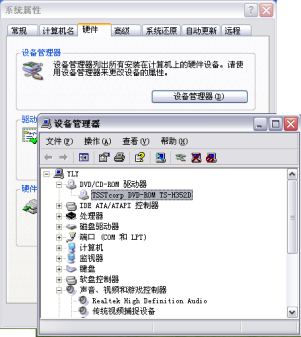 系统属性
常规 计算机名 硬件 高级 系统还原 自动更新 远程
设备管理器
设备管理器列出所有安装在计算机上的硬件设备。请使
用设备管理器来更改设备的属性。
设备管理器(D)
驱动
硬件
设备管理器
文件(F) 操作(A) 查看(V) 帮助(H)
YLY
DVD/CD-ROM 驱动器
TSSTcorp DVD-ROM TS-H352D
IDE ATA/ATAPI 控制器
处理器
磁盘驱动器
端口 (COM 和 LPT)
计算机
监视器
键盘
软盘控制器
声音、视频和游戏控制器
Realtek High Definition Audio
传统视频捕捉设备